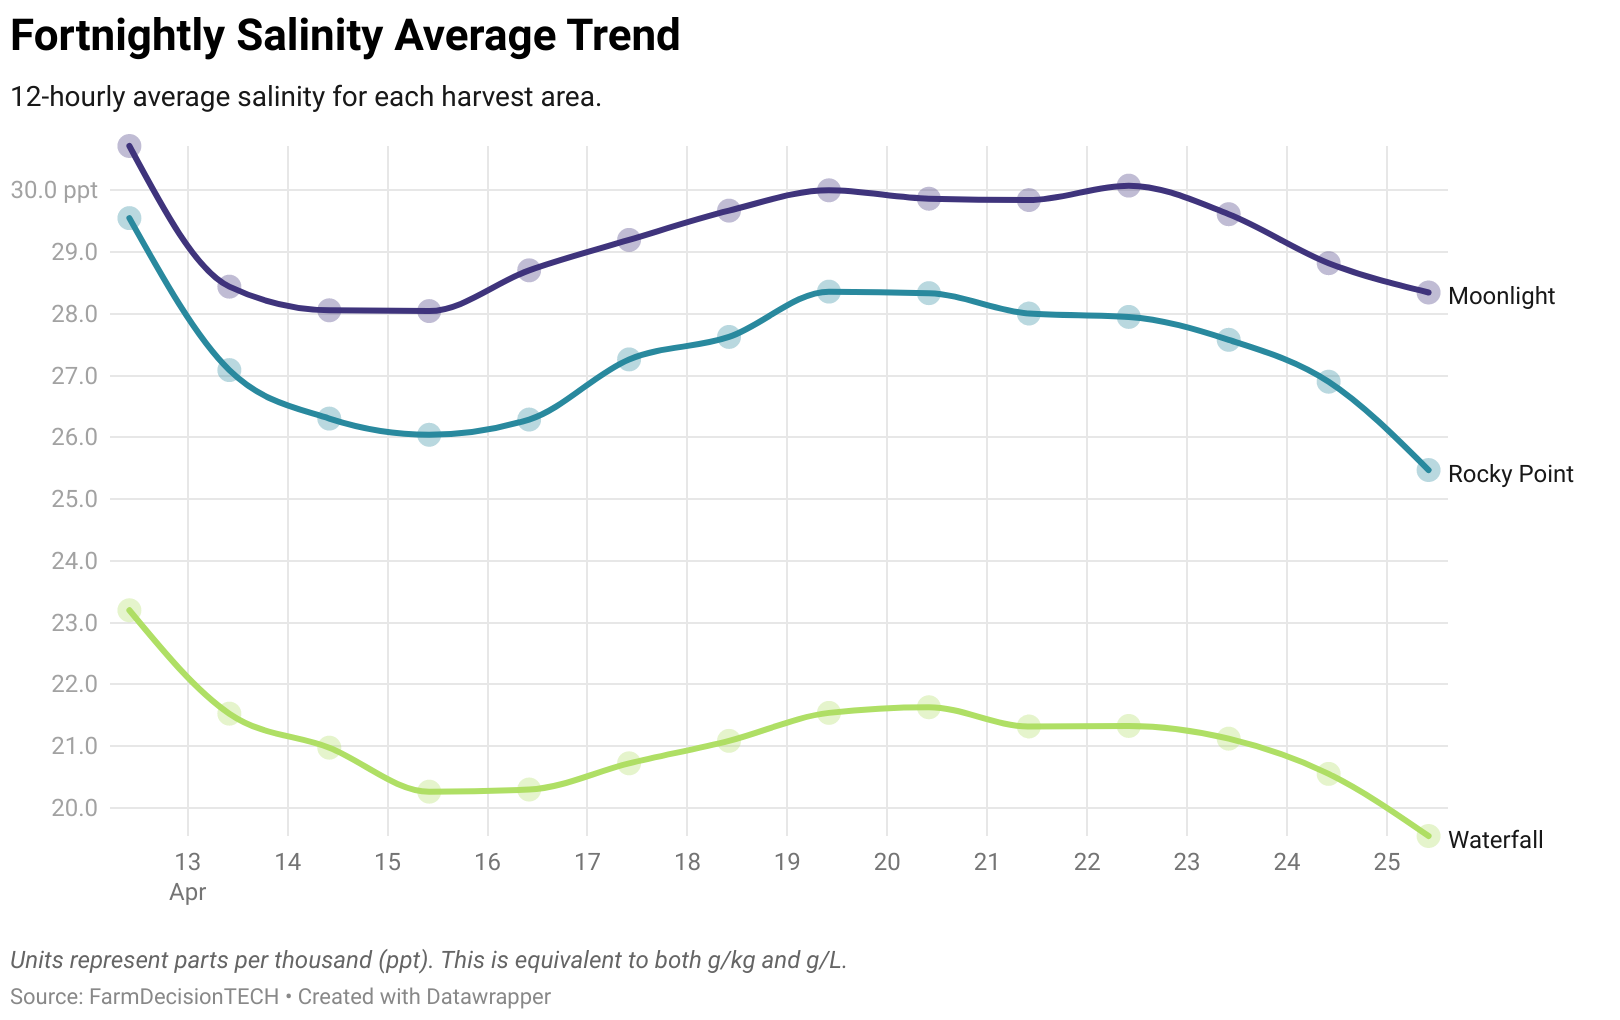 Fortnightly Salinity Average Trend
12-hourly average salinity for each harvest area.
30.0 ppt
29.0
28.0
27.0
26.0
25.0
24.0
23.0
22.0
21.0
20.0
Moonlight
Rocky Point
Waterfall
13 14 15 16 17 18 19 20 21 22 23 24 25
Apr
Units represent parts per thousand (ppt). This is equivalent to both g/kg and g/L.
Source: FarmDecisionTECH • Created with Datawrapper